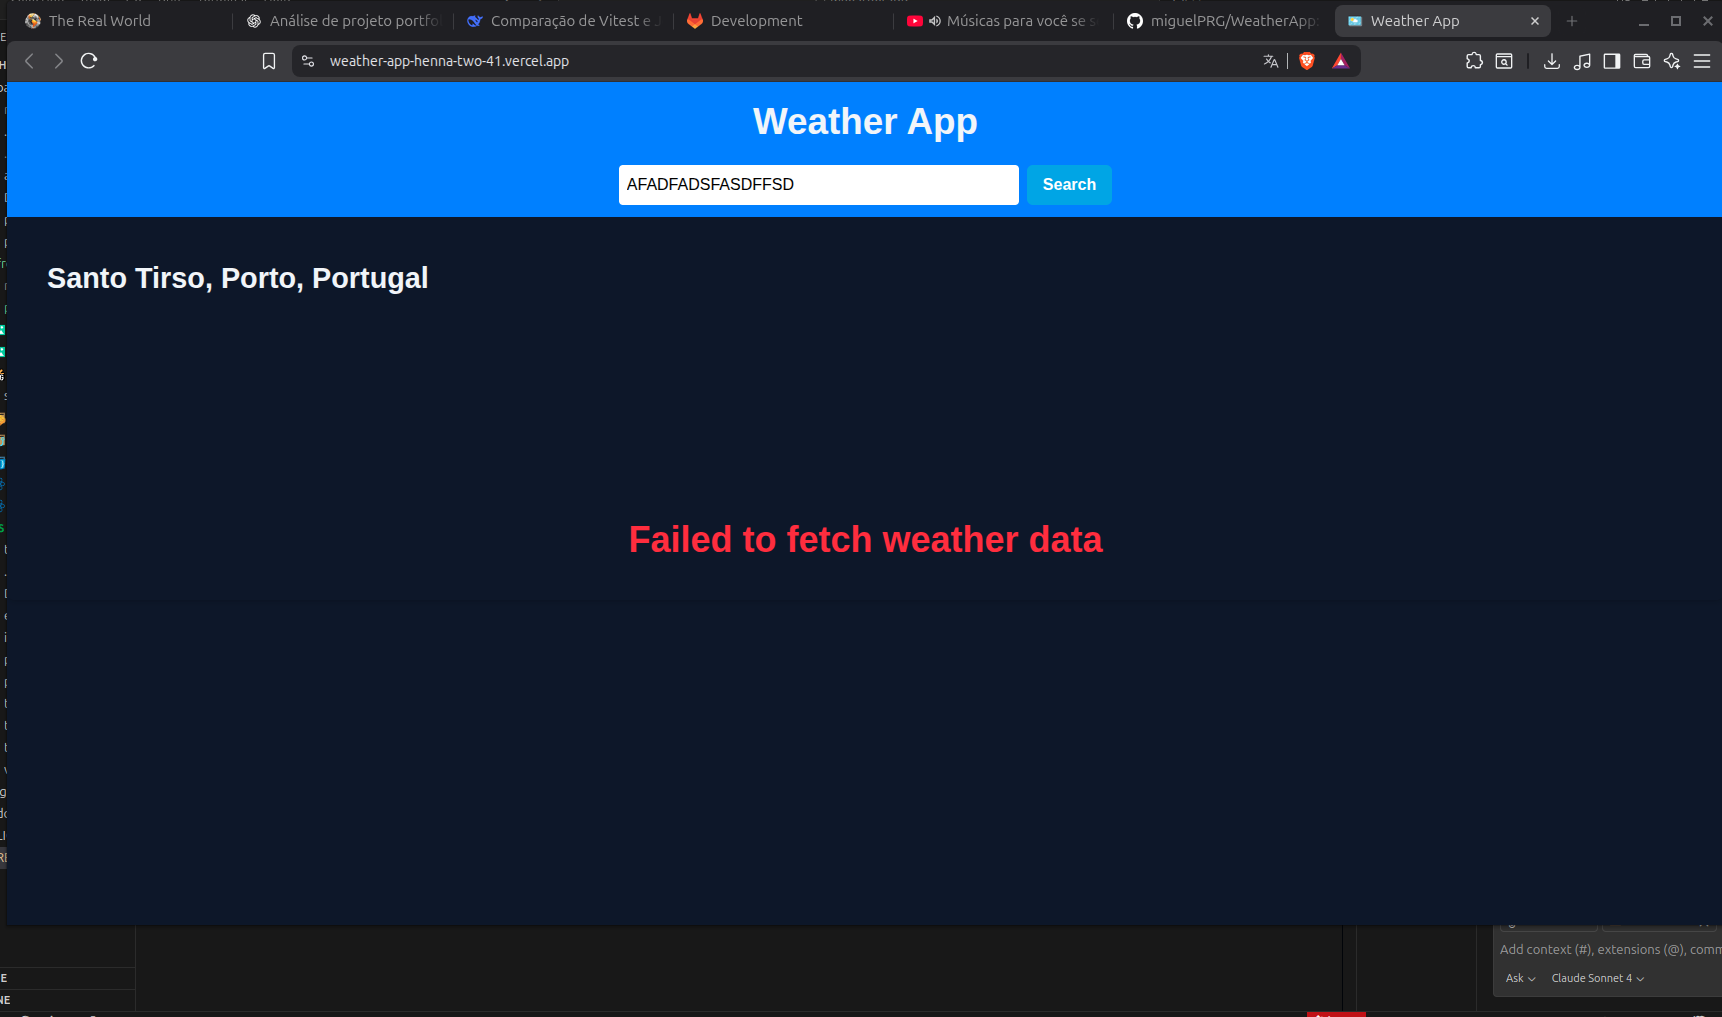 The Real World
Análise de projeto portfo
Comparação de Vitest e J
Development
Músicas para você se s
miguelPRG/WeatherApp
Weather App
weather-app-henna-two-41.vercel.app
Weather App
AFADFADSFASDFFSD
Search
Santo Tirso, Porto, Portugal
Failed to fetch weather data
Add context (#), extensions (@), comm
Ask
Claude Sonnet 4